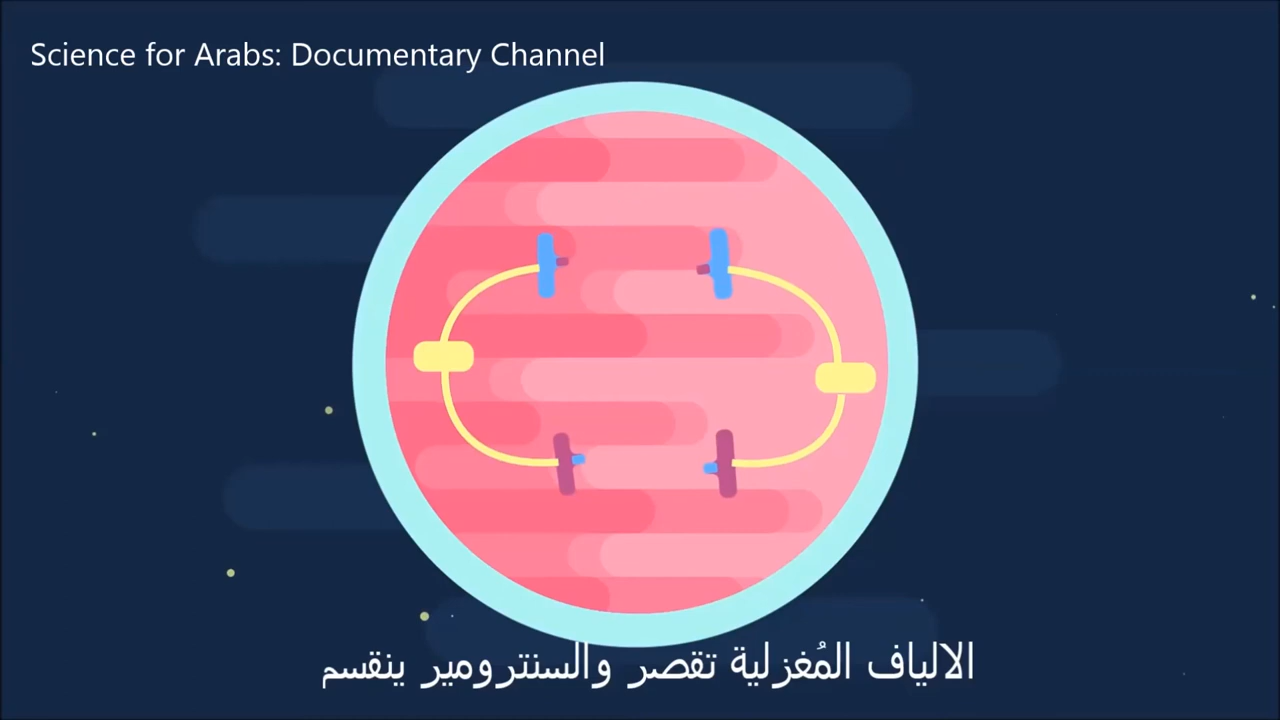 Science for Arabs: Documentary Channel
الالياف المُغزلية تقصر والسنترومير ينقسم